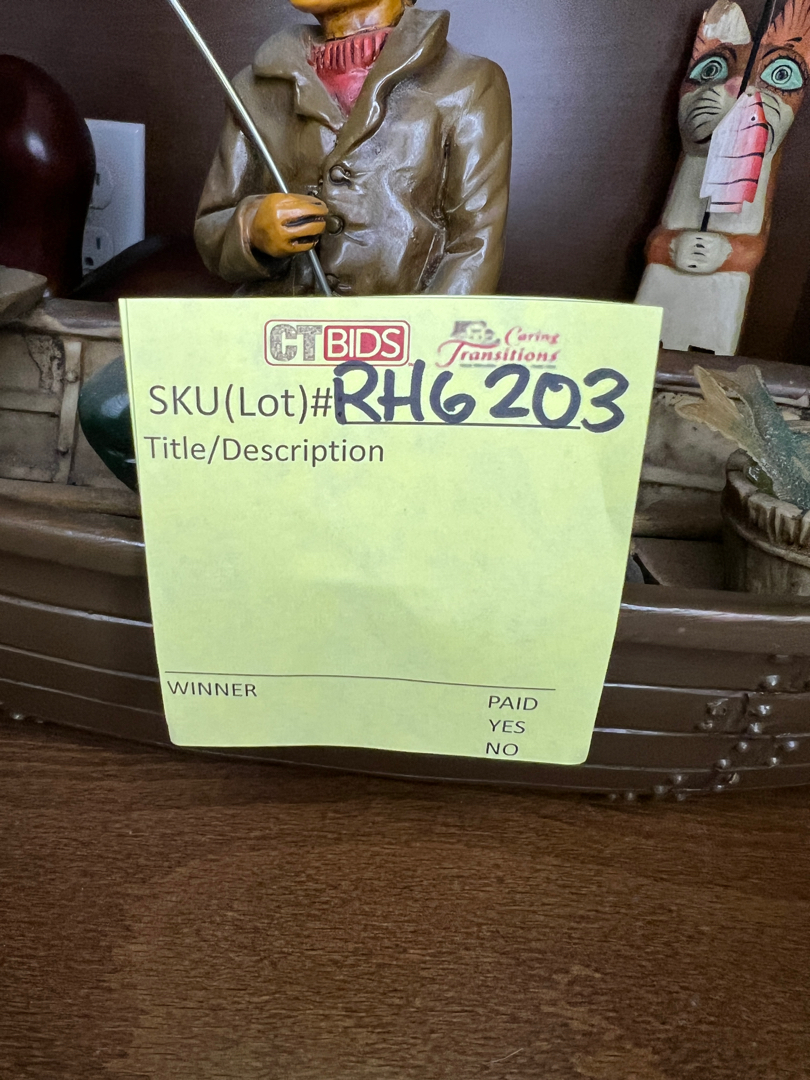 CTBIDS Caring Transitions
SKU(Lot)#RH6203
Title/Description
WINNER
PAID
YES
NO